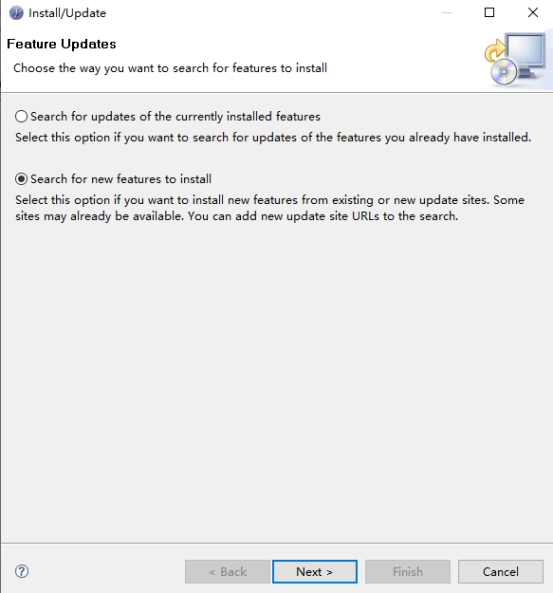 Install/Update
Feature Updates
Choose the way you want to search for features to install
Search for updates of the currently installed features
Select this option if you want to search for updates of the features you already have installed.
Search for new features to install
Select this option if you want to install new features from existing or new update sites. Some
sites may already be available. You can add new update site URLs to the search.
?
< Back
Next >
Finish
Cancel